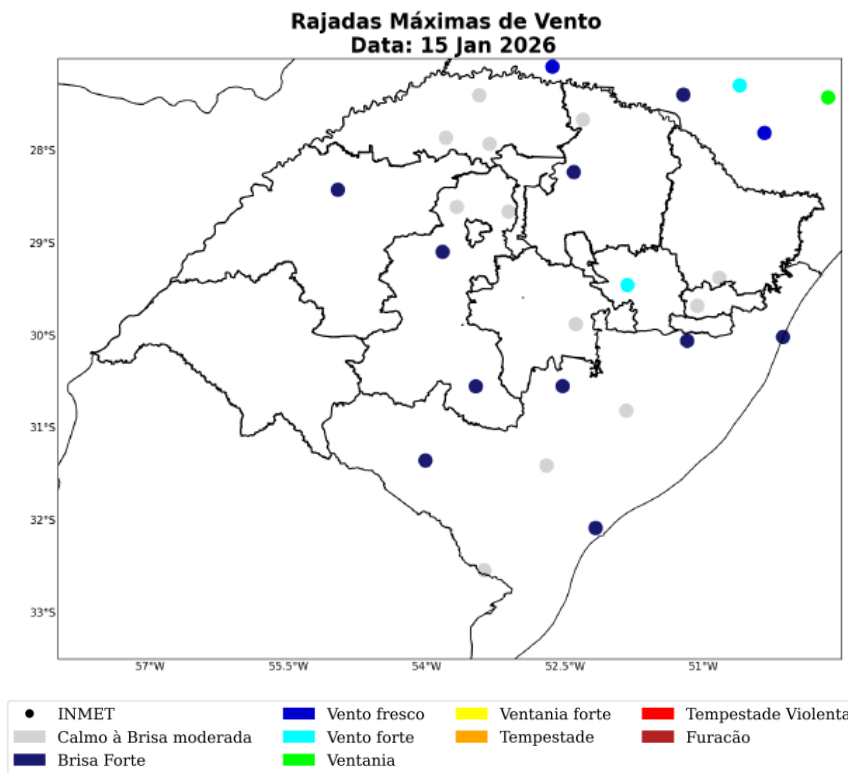 Rajadas Máximas de Vento
Data: 15 Jan 2026
28°S
29°S
30°S
31°S
32°S
33°S
57°W
55.5°W
54°W
52.5°W
51°W
INMET
Calmo à Brisa moderada
Brisa Forte
Vento fresco
Vento forte
Ventania
Ventania forte
Tempestade
Tempestade Violenta
Furacão